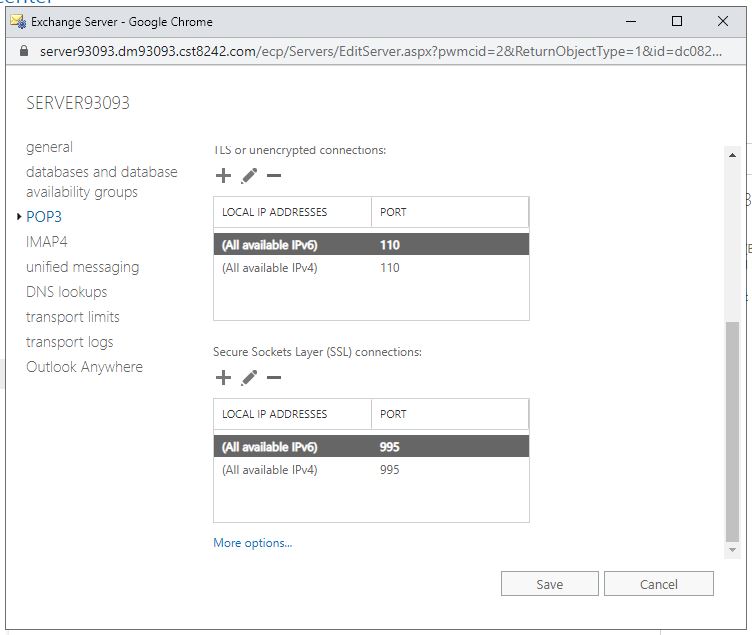 center
Exchange Server - Google Chrome
server93093.dm93093.cst8242.com/ecp/Servers/EditServer.aspx?pwmcid=2&ReturnObjectType=1&id=dc082...
SERVER93093
general
databases and database
availability groups
POP3
IMAP4
unified messaging
DNS lookups
transport limits
transport logs
Outlook Anywhere
TLS or unencrypted connections:
LOCAL IP ADDRESSES PORT
(All available IPv6) 110
(All available IPv4) 110
Secure Sockets Layer (SSL) connections:
LOCAL IP ADDRESSES PORT
(All available IPv6) 995
(All available IPv4) 995
More options...
Save Cancel